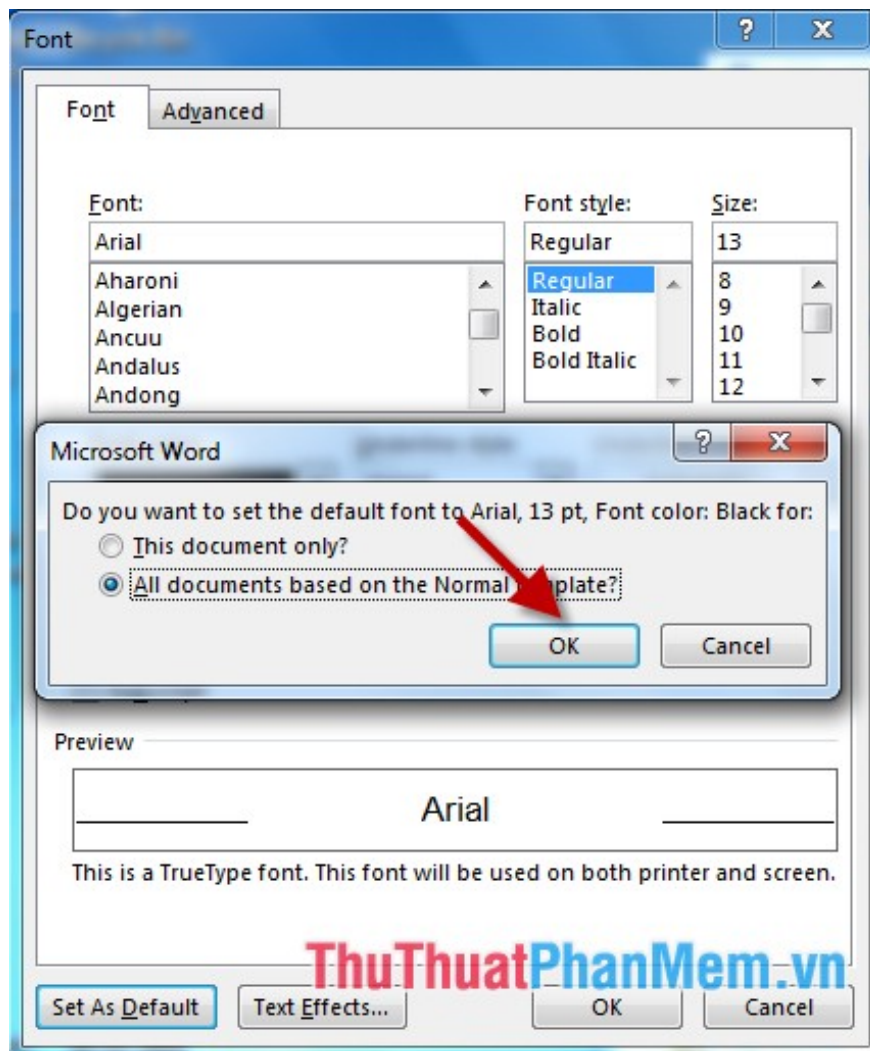 Font
Font
Advanced
Font:
Font style:
Size:
Arial
Regular
13
Aharoni
Algerian
Ancuu
Andalus
Andong
Regular
Italic
Bold
Bold Italic
8
9
10
11
12
Microsoft Word
Do you want to set the default font to Arial, 13 pt, Font color: Black for:
This document only?
All documents based on the Normal
OK
Cancel
Preview
Arial
This is a TrueType font. This font will be used on both printer and screen.
ThuThuatPhanMem.vn
Set As Default
Text Effects...
OK
Cancel